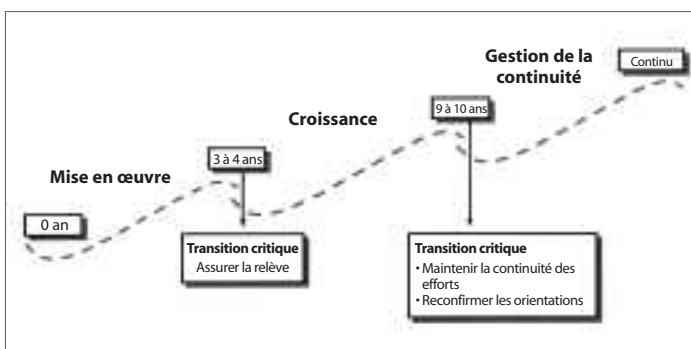 Gestion de la
continuité
Continu
9 à 10 ans
Croissance
3 à 4 ans
Mise en œuvre
0 an
Transition critique
Assurer la relève
Transition critique
• Maintenir la continuité des
efforts
• Reconfirmer les orientations